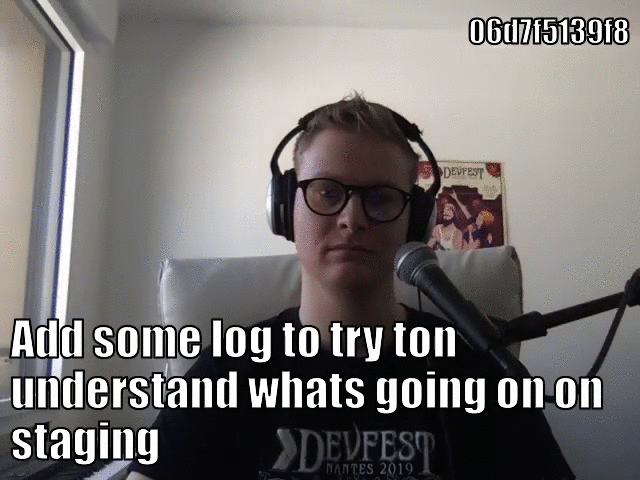 06d7f5139f8
DEVFEST
Add some log to try ton
understand whats going on on
staging
DEVFEST
NANTES 2019